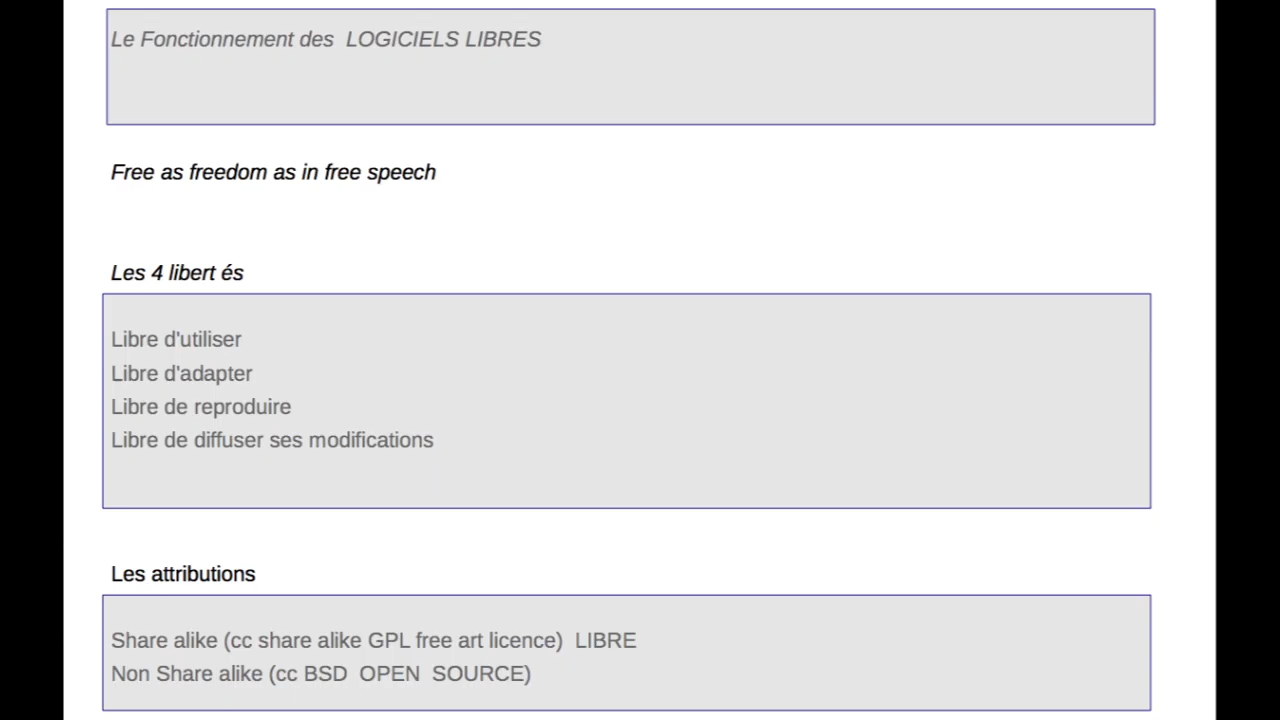 Le Fonctionnement des  LOGICIELS LIBRES
Free as freedom as in free speech
Les 4 libert és
Libre d'utiliser
Libre d'adapter
Libre de reproduire
Libre de diffuser ses modifications
Les attributions
Share alike (cc share alike GPL free art licence)  LIBRE
Non Share alike (cc BSD  OPEN  SOURCE)